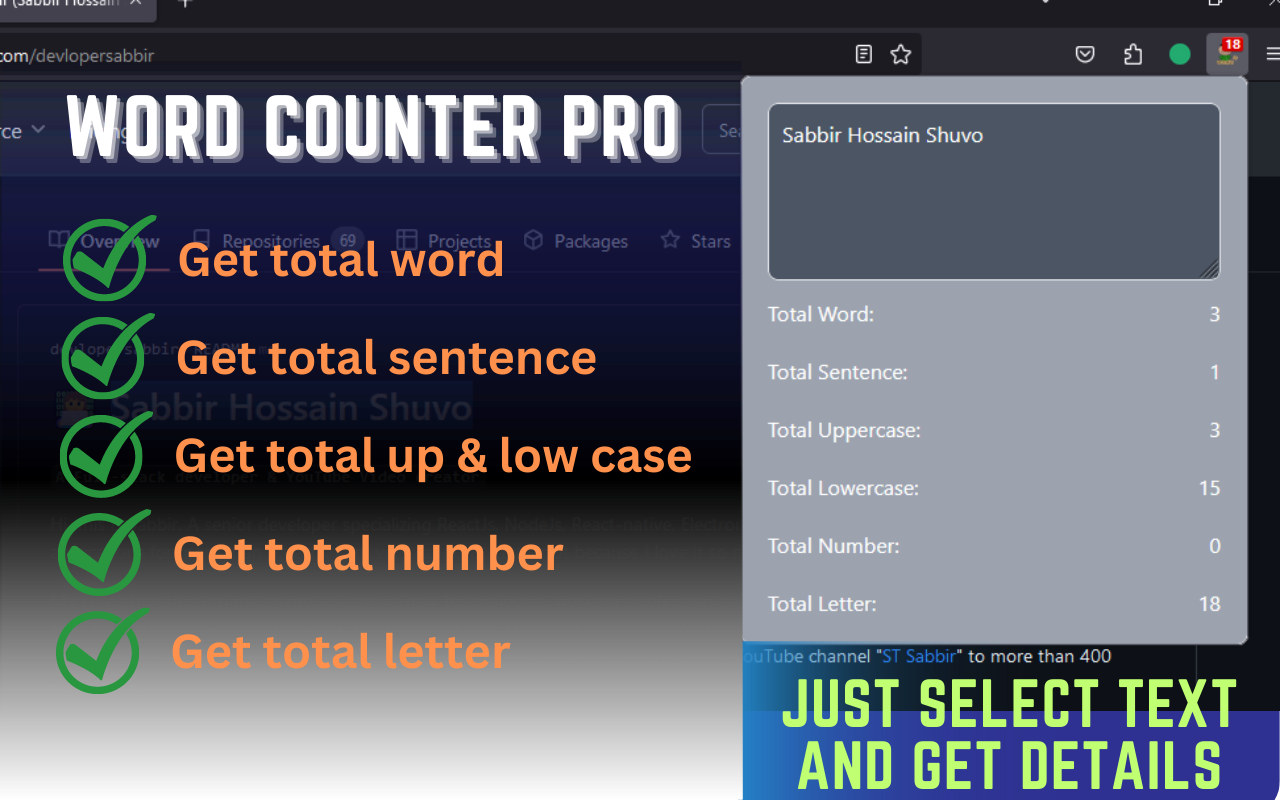 (Sabbir Hossain
com/devlopersabbir
18
WORD COUNTER PRO
rce
Sea
Overview
Repositories 69
Projects
Packages
Stars
Get total word
Get total sentence
Sabbir Hossain Shuvo
Get total up & low case
Get total number
Get total letter
Sabbir Hossain Shuvo
Total Word: 3
Total Sentence: 1
Total Uppercase: 3
Total Lowercase: 15
Total Number: 0
Total Letter: 18
ouTube channel "ST Sabbir" to more than 400
JUST SELECT TEXT
AND GET DETAILS